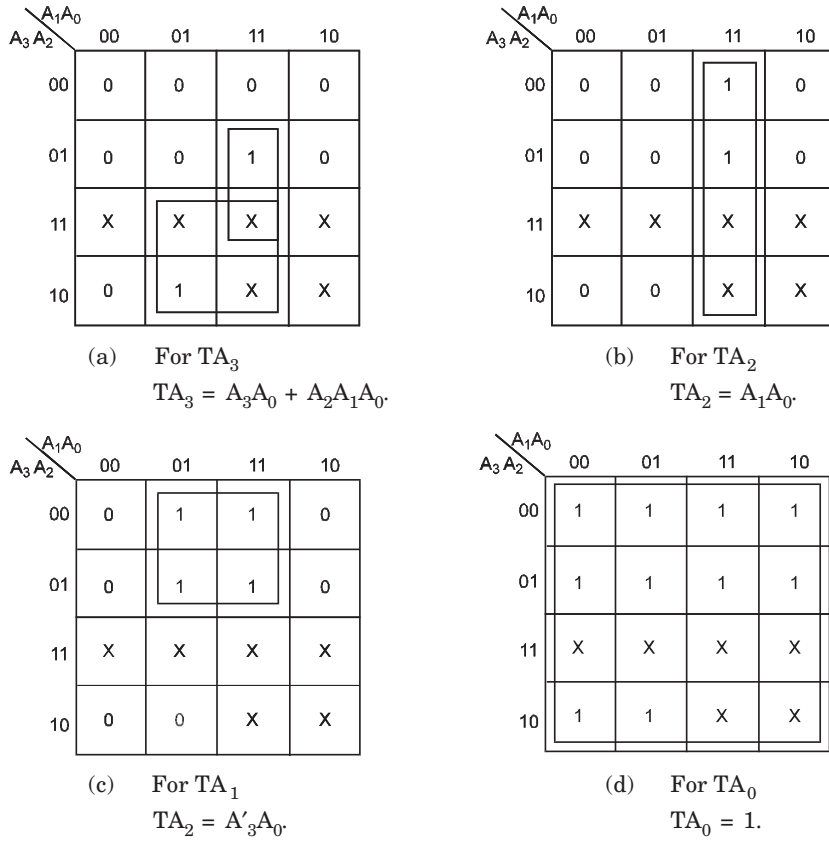 A₁A₀ A₁A₀
A₃A₂ 00 01 11 10 A₃A₂ 00 01 11 10
00 0 0 0 0 00 0 0 1 0
01 0 0 1 0 01 0 0 1 0
11 X X X X 11 X X X X
10 0 1 X X 10 0 0 X X
(a) For TA₃ (b) For TA₂
TA₃ = A₃A₀ + A₂A₁A₀. TA₂ = A₁A₀.
A₁A₀ A₁A₀
A₃A₂ 00 01 11 10 A₃A₂ 00 01 11 10
00 0 1 1 0 00 1 1 1 1
01 0 1 1 0 01 1 1 1 1
11 X X X X 11 X X X X
10 0 0 X X 10 1 1 X X
(c) For TA₁ (d) For TA₀
TA₂ = A′₃A₀. TA₀ = 1.